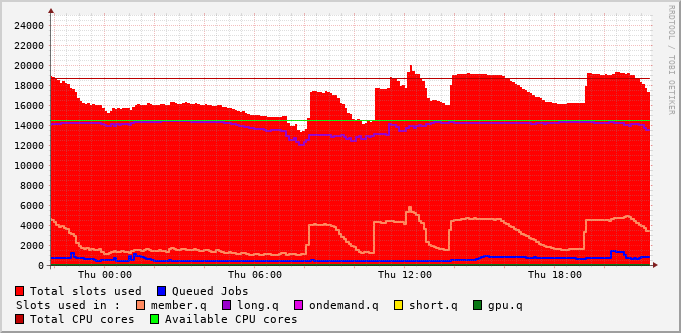 24000
22000
20000
18000
16000
14000
12000
10000
8000
6000
4000
2000
0
Thu 00:00 Thu 06:00 Thu 12:00 Thu 18:00
RRDTOOL / TOBI OETIKER
Total slots used Queued Jobs
Slots used in : member.q long.q ondemand.q short.q gpu.q
Total CPU cores Available CPU cores